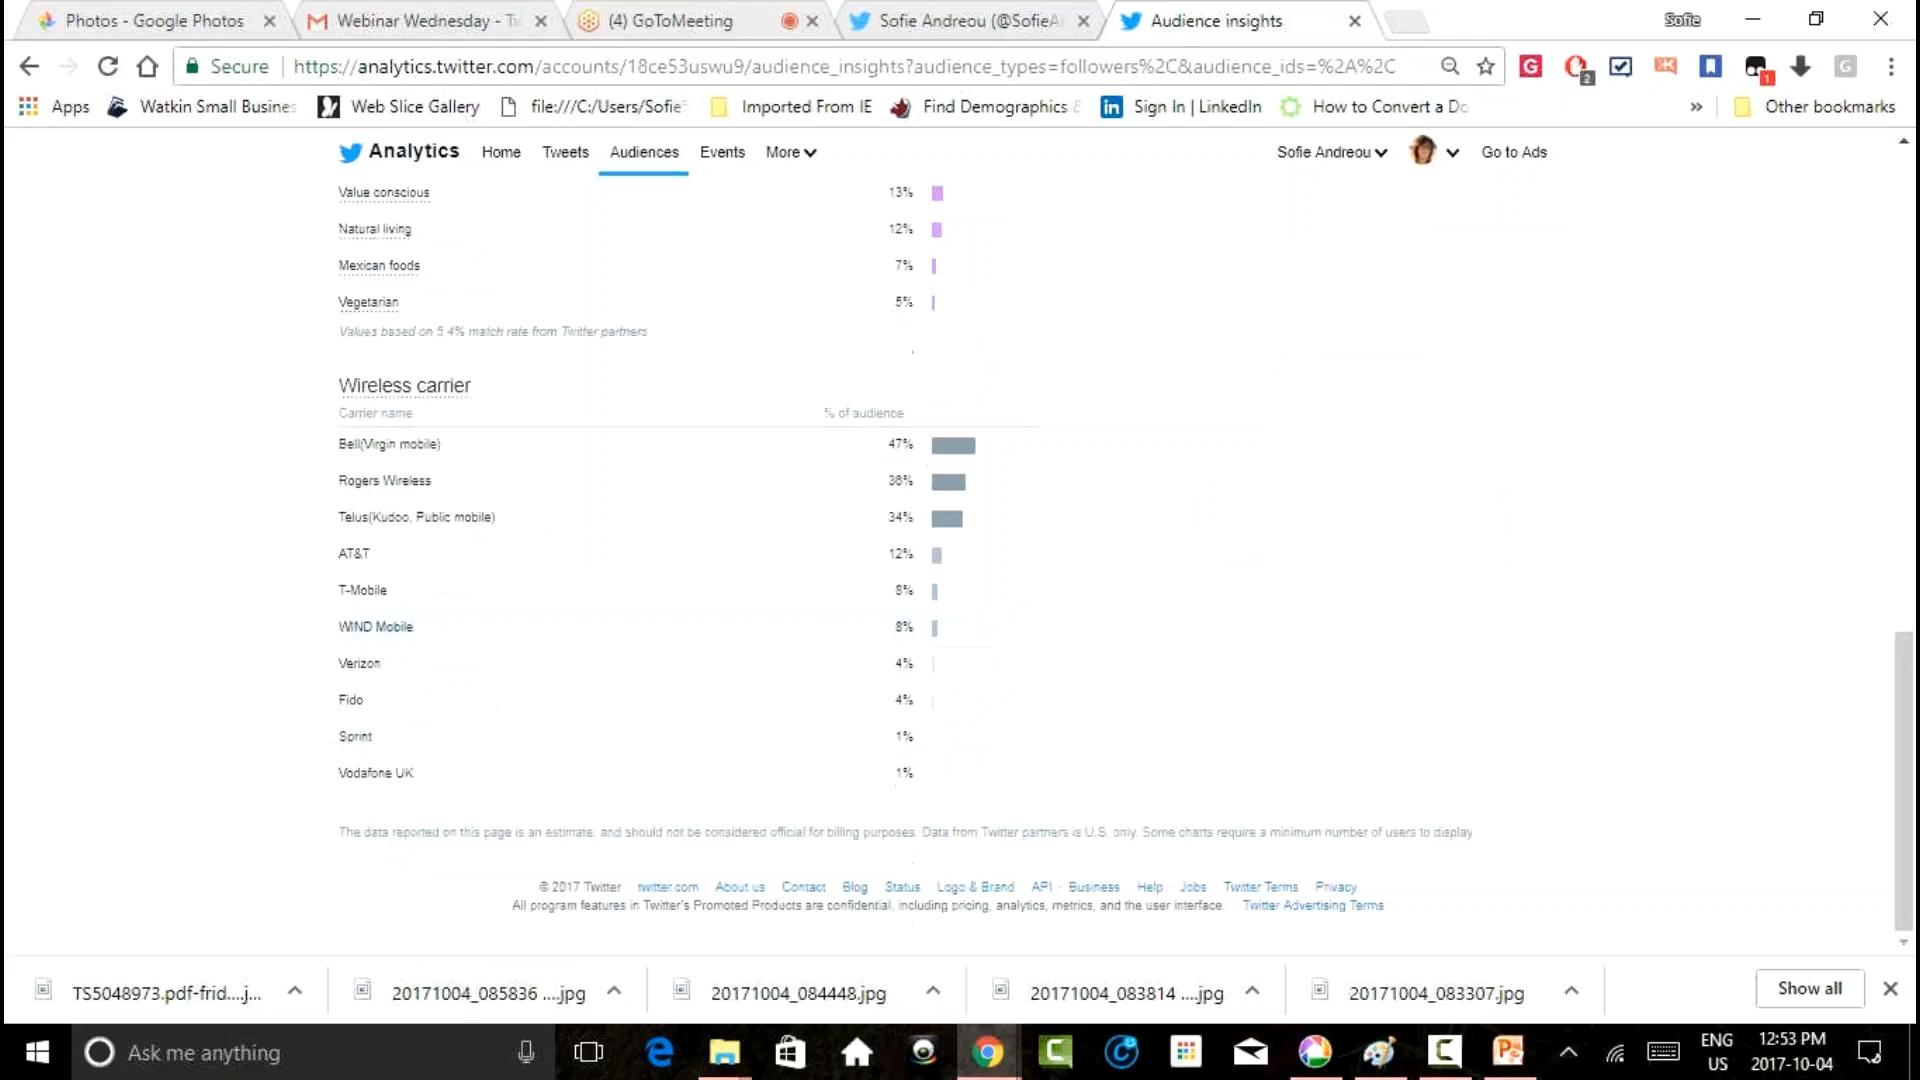 Photos - Google Photos
Webinar Wednesday - Tw
(4) GoToMeeting
Sofie Andreou (@SofieA
Audience insights
Sofie
Secure https://analytics.twitter.com/accounts/18ce53uswu9/audience_insights?audience_types=followers%2C&audience_ids=%2A%2C
Apps Watkin Small Busines Web Slice Gallery file:///C:/Users/Sofie Imported From IE Find Demographics & Sign In | LinkedIn How to Convert a Do » Other bookmarks
Analytics Home Tweets Audiences Events More Sofie Andreou Go to Ads
Value conscious 13%
Natural living 12%
Mexican foods 7%
Vegetarian 5%
Values based on 5.4% match rate from Twitter partners
Wireless carrier
Carrier name % of audience
Bell(Virgin mobile) 47%
Rogers Wireless 36%
Telus(Kudoo, Public mobile) 34%
AT&T 12%
T-Mobile 8%
WIND Mobile 8%
Verizon 4%
Fido 4%
Sprint 1%
Vodafone UK 1%
The data reported on this page is an estimate, and should not be considered official for billing purposes. Data from Twitter partners is U.S. only. Some charts require a minimum number of users to display
© 2017 Twitter twitter.com About us Contact Blog Status Logo & Brand API Business Help Jobs Twitter Terms Privacy
All program features in Twitter's Promoted Products are confidential, including pricing, analytics, metrics, and the user interface. Twitter Advertising Terms
TS5048973.pdf-frid....j...
20171004_085836 ....jpg
20171004_084448.jpg
20171004_083814 ....jpg
20171004_083307.jpg
Show all
Ask me anything
ENG
US
12:53 PM
2017-10-04